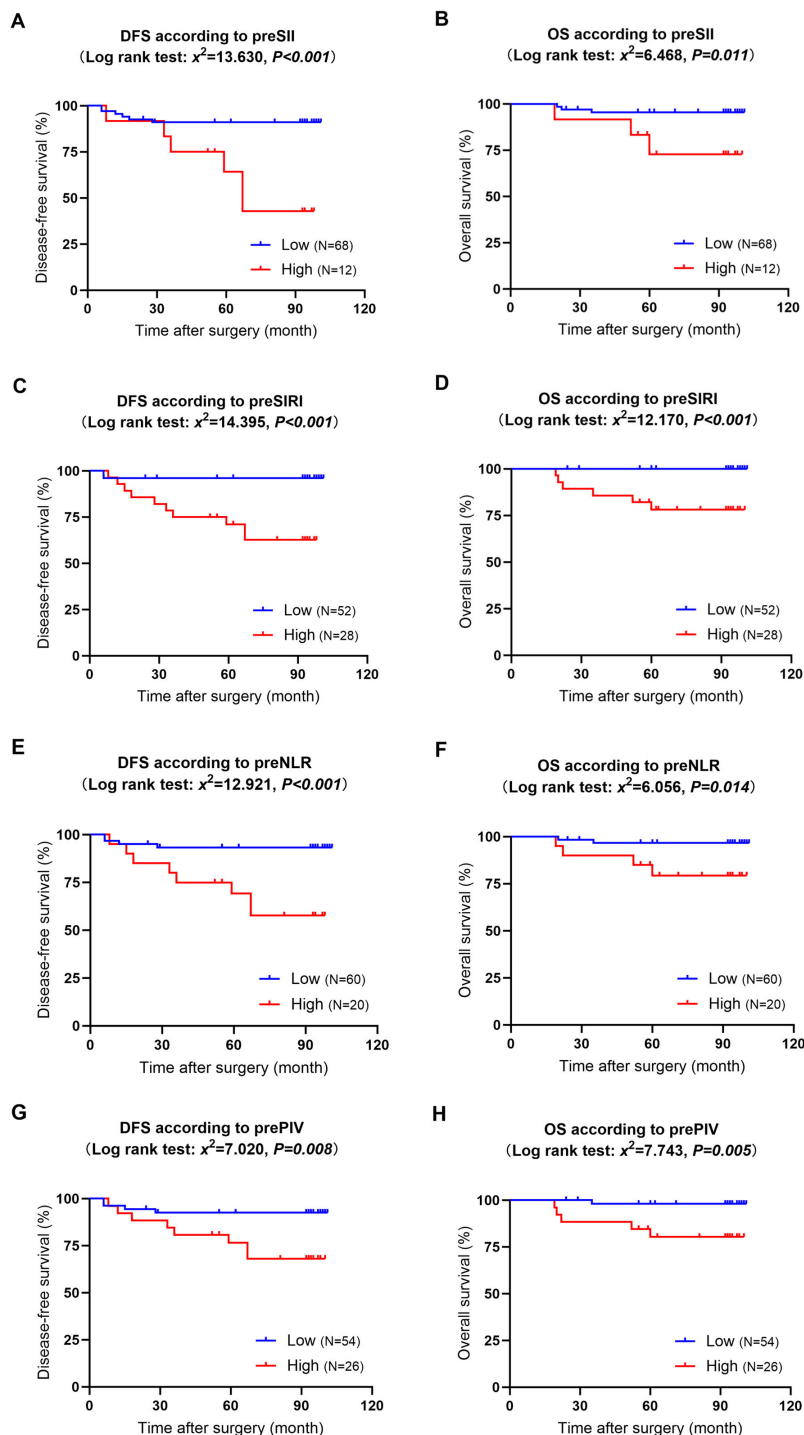 A
DFS according to preSII
(Log rank test: x²=13.630, P<0.001)
Disease-free survival (%)
100
75
50
25
0
Low (N=68)
High (N=12)
0 30 60 90 120
Time after surgery (month)
B
OS according to preSII
(Log rank test: x²=6.468, P=0.011)
Overall survival (%)
100
75
50
25
0
Low (N=68)
High (N=12)
0 30 60 90 120
Time after surgery (month)
C
DFS according to preSIRI
(Log rank test: x²=14.395, P<0.001)
Disease-free survival (%)
100
75
50
25
0
Low (N=52)
High (N=28)
0 30 60 90 120
Time after surgery (month)
D
OS according to preSIRI
(Log rank test: x²=12.170, P<0.001)
Overall survival (%)
100
75
50
25
0
Low (N=52)
High (N=28)
0 30 60 90 120
Time after surgery (month)
E
DFS according to preNLR
(Log rank test: x²=12.921, P<0.001)
Disease-free survival (%)
100
75
50
25
0
Low (N=60)
High (N=20)
0 30 60 90 120
Time after surgery (month)
F
OS according to preNLR
(Log rank test: x²=6.056, P=0.014)
Overall survival (%)
100
75
50
25
0
Low (N=60)
High (N=20)
0 30 60 90 120
Time after surgery (month)
G
DFS according to prePIV
(Log rank test: x²=7.020, P=0.008)
Disease-free survival (%)
100
75
50
25
0
Low (N=54)
High (N=26)
0 30 60 90 120
Time after surgery (month)
H
OS according to prePIV
(Log rank test: x²=7.743, P=0.005)
Overall survival (%)
100
75
50
25
0
Low (N=54)
High (N=26)
0 30 60 90 120
Time after surgery (month)